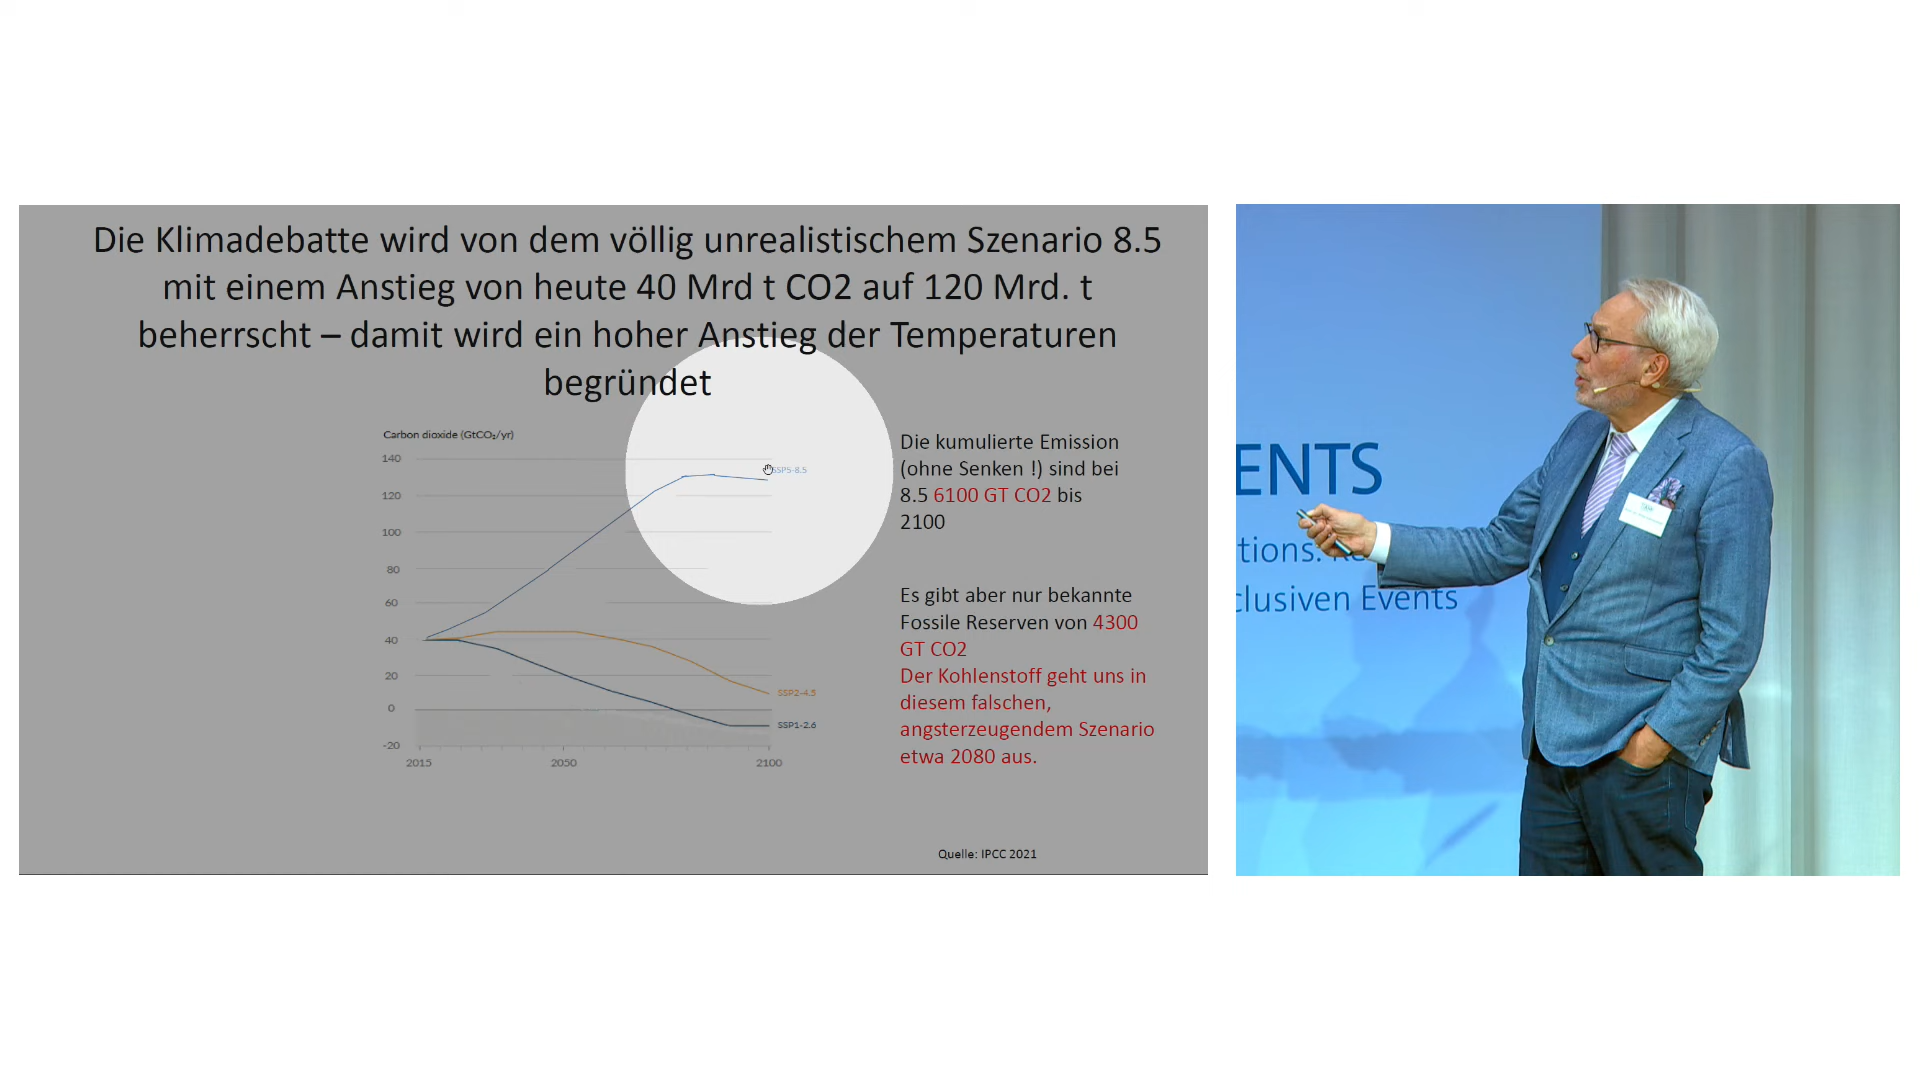 Die Klimadebatte wird von dem völlig unrealistischem Szenario 8.5
mit einem Anstieg von heute 40 Mrd t CO2 auf 120 Mrd. t
beherrscht – damit wird ein hoher Anstieg der Temperaturen
begründet
Carbon dioxide (GtCO₂/yr)
140
120
100
80
60
40
20
0
-20
2015
2050
2100
SSP5-8.5
SSP2-4.5
SSP1-2.6
Die kumulierte Emission
(ohne Senken !) sind bei
8.5 6100 GT CO2 bis
2100
Es gibt aber nur bekannte
Fossile Reserven von 4300
GT CO2
Der Kohlenstoff geht uns in
diesem falschen,
angsterzeugendem Szenario
etwa 2080 aus.
Quelle: IPCC 2021
ENTS
tions.
clusiven Events